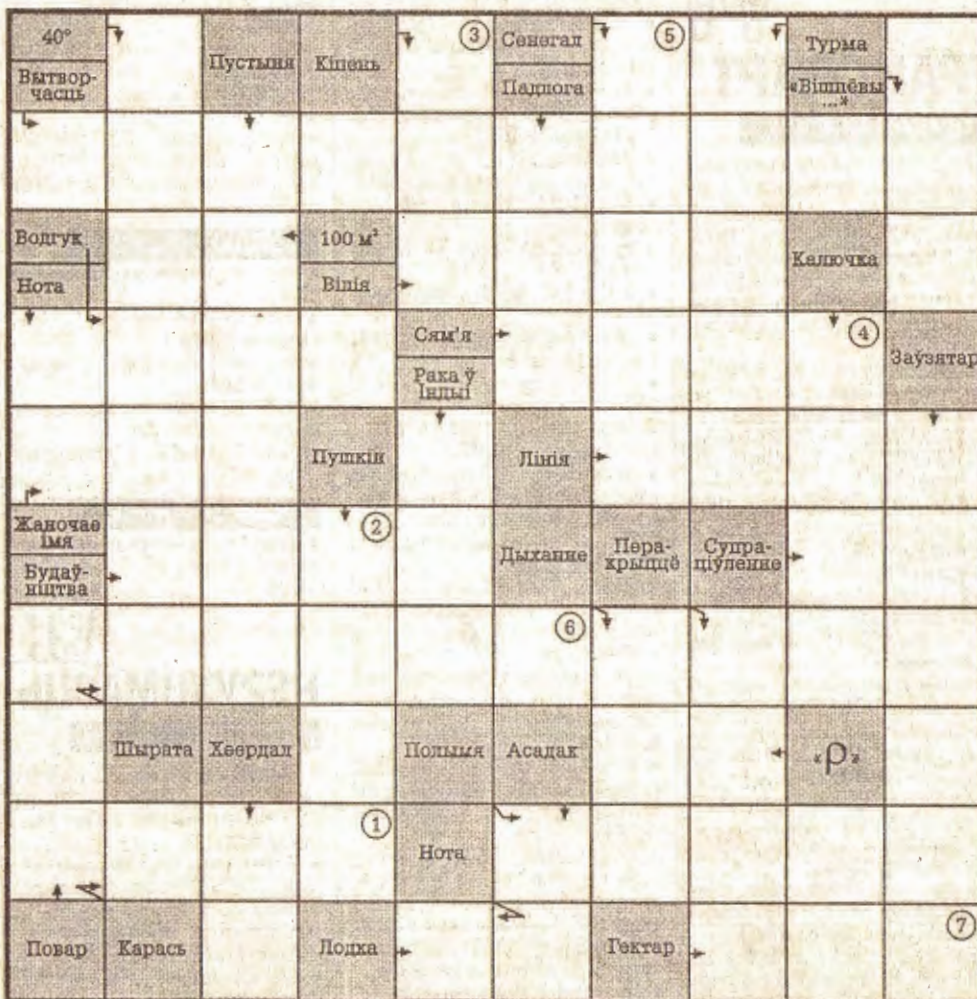 40°
Вытвор-
часць
Пустыня
Кіпень
3
Сенегал
Падлога
5
Турма
«Вішнёвы
...»
Водгук
Нота
100 м²
Вілія
Калючка
Сям'я
Рака ў
Індыі
4
Заўзятар
Пушкін
Лінія
Жаночае
імя
Будаў-
ніцтва
2
Дыханне
Пера-
крыццё
Супра-
ціўленне
6
Шырата
Хеердал
Полымя
Асадак
«ρ»
1
Нота
Повар
Карась
Лодка
Гектар
7